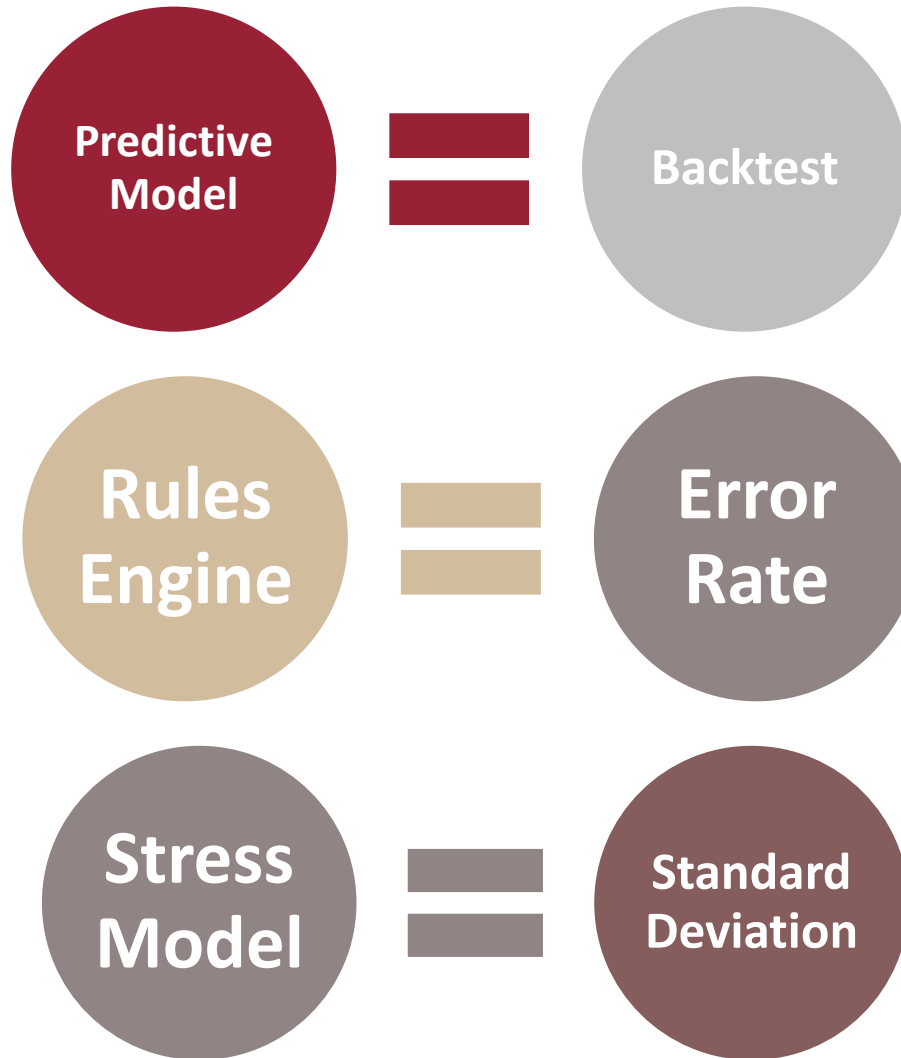 Predictive
Model
Backtest
Rules
Engine
Error
Rate
Stress
Model
Standard
Deviation